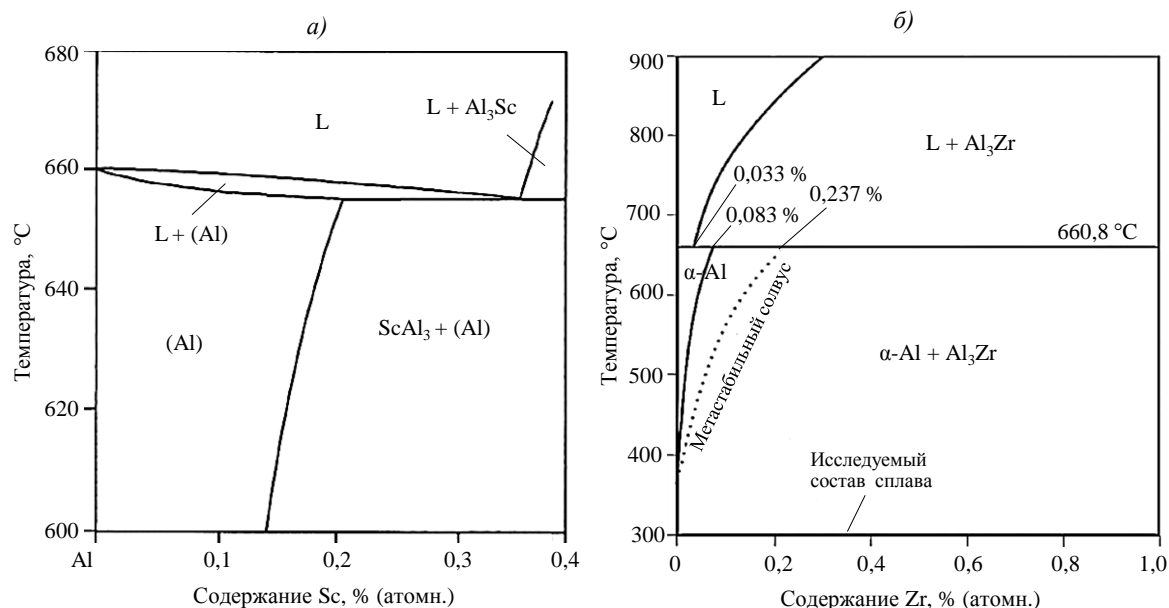 а)
680
660
640
620
600
Температура, °С
L
L + Al₃Sc
L + (Al)
(Al)
ScAl₃ + (Al)
Al
0,1
0,2
0,3
0,4
Содержание Sc, % (атомн.)
б)
900
800
700
600
500
400
300
Температура, °С
L
L + Al₃Zr
0,033 %
0,237 %
0,083 %
660,8 °С
α-Al
Метастабильный солвус
α-Al + Al₃Zr
Исследуемый
состав сплава
0
0,2
0,4
0,6
0,8
1,0
Содержание Zr, % (атомн.)